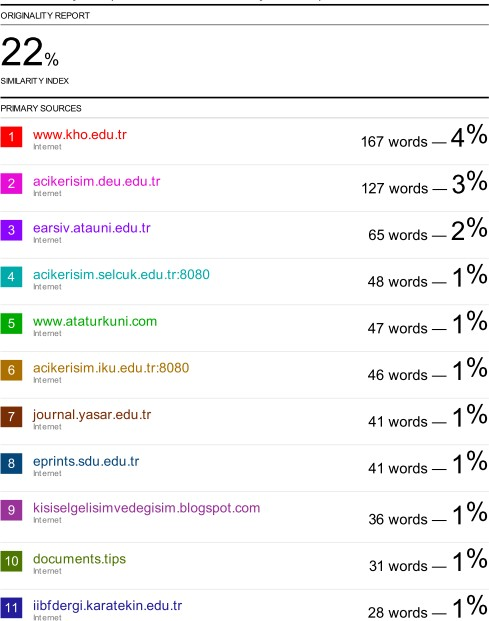 ORIGINALITY REPORT
22%
SIMILARITY INDEX
PRIMARY SOURCES
1 www.kho.edu.tr 167 words — 4%
Internet
2 acikerisim.deu.edu.tr 127 words — 3%
Internet
3 earsiv.atauni.edu.tr 65 words — 2%
Internet
4 acikerisim.selcuk.edu.tr:8080 48 words — 1%
Internet
5 www.ataturkuni.com 47 words — 1%
Internet
6 acikerisim.iku.edu.tr:8080 46 words — 1%
Internet
7 journal.yasar.edu.tr 41 words — 1%
Internet
8 eprints.sdu.edu.tr 41 words — 1%
Internet
9 kisiselgelisimvedegisim.blogspot.com 36 words — 1%
Internet
10 documents.tips 31 words — 1%
Internet
11 iibfdergi.karatekin.edu.tr 28 words — 1%
Internet